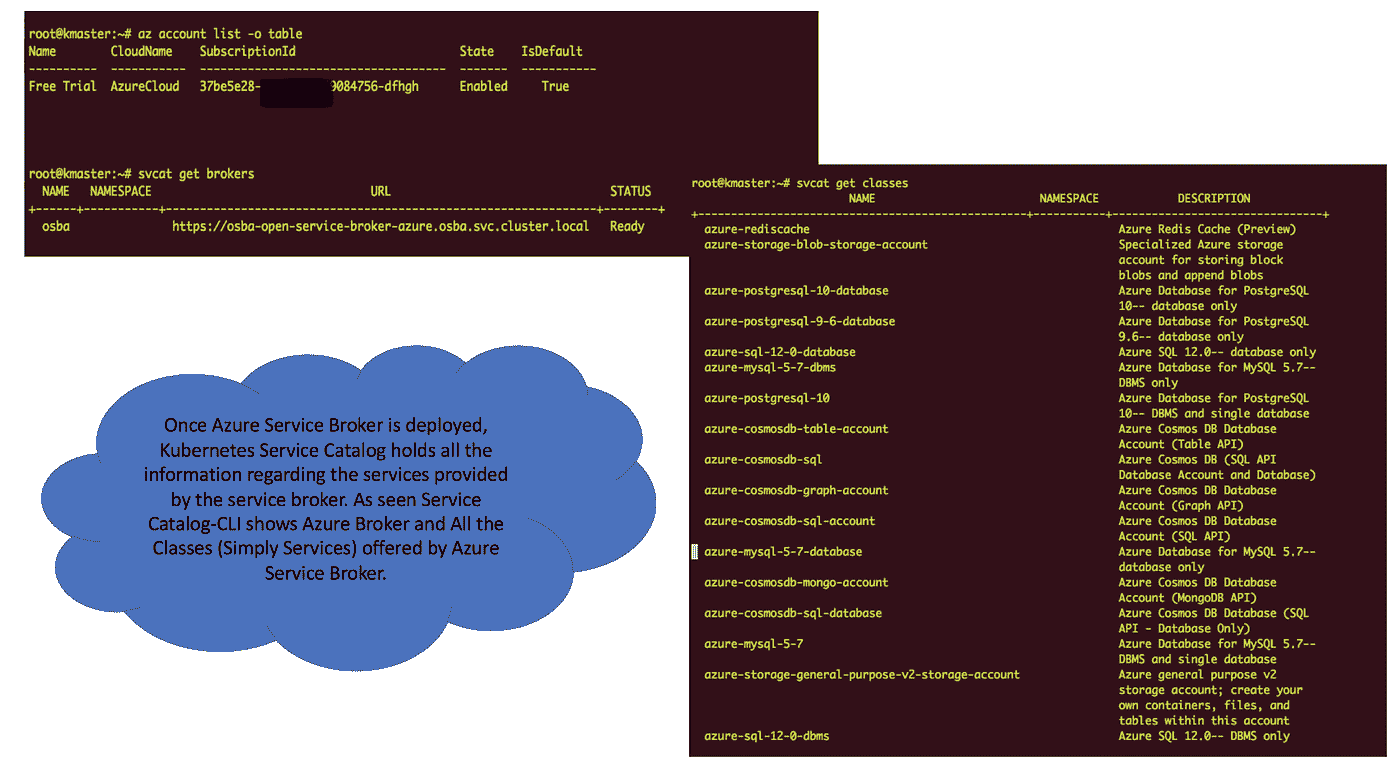 root@kmaster:~# az account list -o table
Name CloudName SubscriptionId State IsDefault
---------- ----------- ------------------------------------ ------- -----------
Free Trial AzureCloud 37be5e28- 9084756-dfhgh Enabled True
root@kmaster:~# svcat get brokers
NAME NAMESPACE URL STATUS
+------+-----------+----------------------------------------------------------------+--------+
osba https://osba-open-service-broker-azure.osba.svc.cluster.local Ready
root@kmaster:~# svcat get classes
NAME NAMESPACE DESCRIPTION
+--------------------------------------------------+-----------+--------------------------------+
azure-rediscache Azure Redis Cache (Preview)
azure-storage-blob-storage-account Specialized Azure storage
account for storing block
blobs and append blobs
azure-postgresql-10-database Azure Database for PostgreSQL
10-- database only
azure-postgresql-9-6-database Azure Database for PostgreSQL
9.6-- database only
azure-sql-12-0-database Azure SQL 12.0-- database only
azure-mysql-5-7-dbms Azure Database for MySQL 5.7--
DBMS only
azure-postgresql-10 Azure Database for PostgreSQL
10-- DBMS and single database
azure-cosmosdb-table-account Azure Cosmos DB Database
Account (Table API)
azure-cosmosdb-sql Azure Cosmos DB (SQL API
Database Account and Database)
azure-cosmosdb-graph-account Azure Cosmos DB Database
Account (Graph API)
azure-cosmosdb-sql-account Azure Cosmos DB Database
Account (SQL API)
azure-mysql-5-7-database Azure Database for MySQL 5.7--
database only
azure-cosmosdb-mongo-account Azure Cosmos DB Database
Account (MongoDB API)
azure-cosmosdb-sql-database Azure Cosmos DB Database (SQL
API - Database Only)
azure-mysql-5-7 Azure Database for MySQL 5.7--
DBMS and single database
azure-storage-general-purpose-v2-storage-account Azure general purpose v2
storage account; create your
own containers, files, and
tables within this account
azure-sql-12-0-dbms Azure SQL 12.0-- DBMS only
Once Azure Service Broker is deployed,
Kubernetes Service Catalog holds all the
information regarding the services provided
by the service broker. As seen Service
Catalog-CLI shows Azure Broker and All the
Classes (Simply Services) offered by Azure
Service Broker.